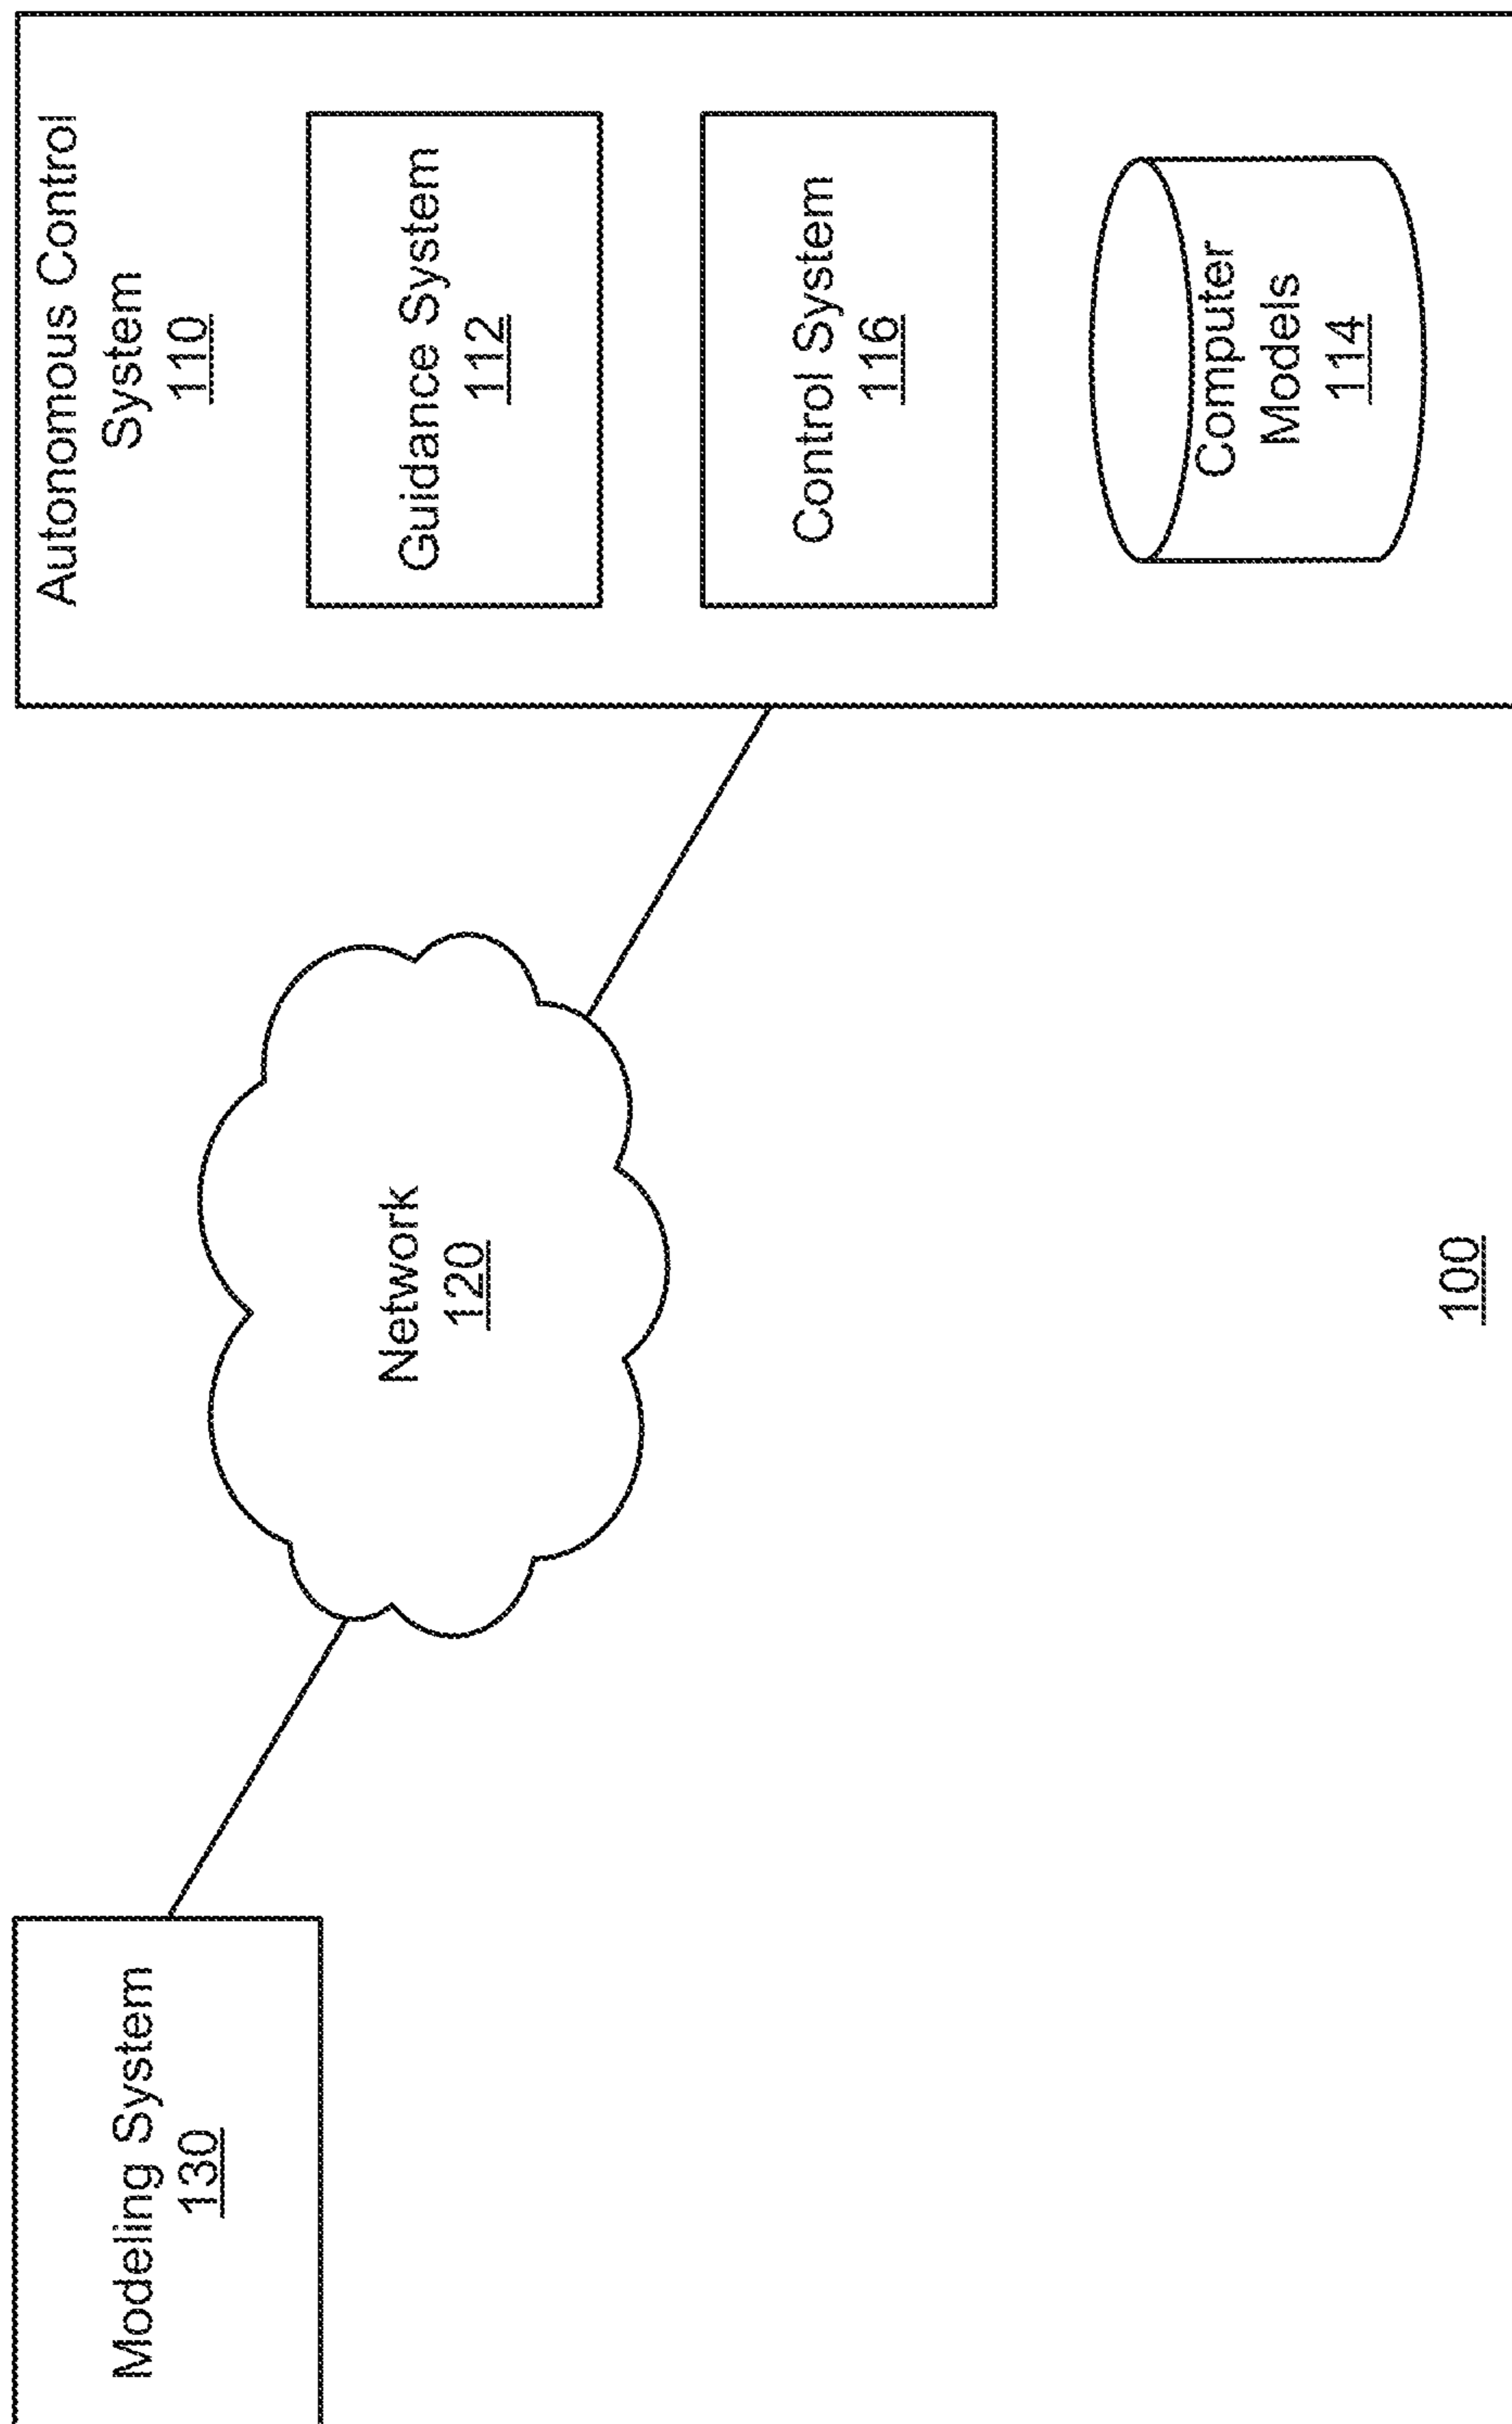 Modeling System
130
Network
120
Autonomous Control
System
110
Guidance System
112
Control System
116
Computer
Models
114
100